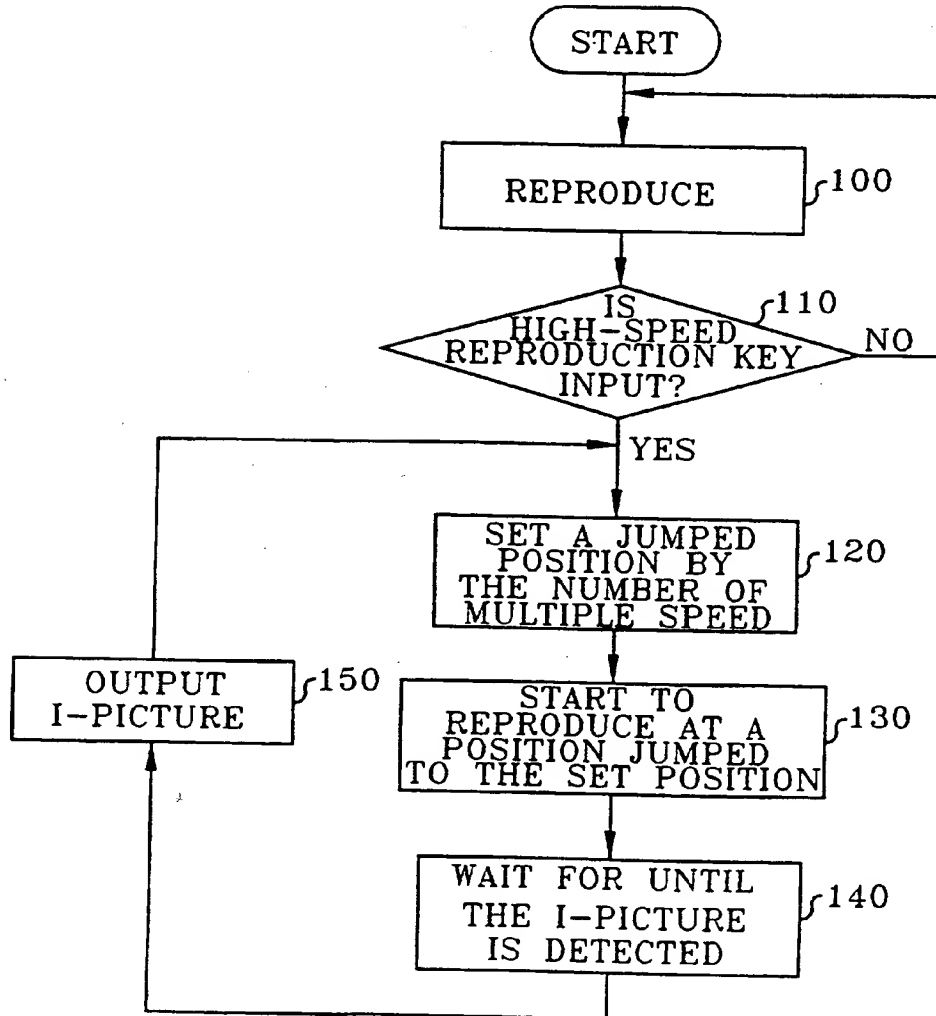 START
REPRODUCE
100
IS
HIGH-SPEED
REPRODUCTION KEY
INPUT?
110
NO
YES
SET A JUMPED
POSITION BY
THE NUMBER OF
MULTIPLE SPEED
120
OUTPUT
I-PICTURE
150
START TO
REPRODUCE AT A
POSITION JUMPED
TO THE SET POSITION
130
WAIT FOR UNTIL
THE I-PICTURE
IS DETECTED
140